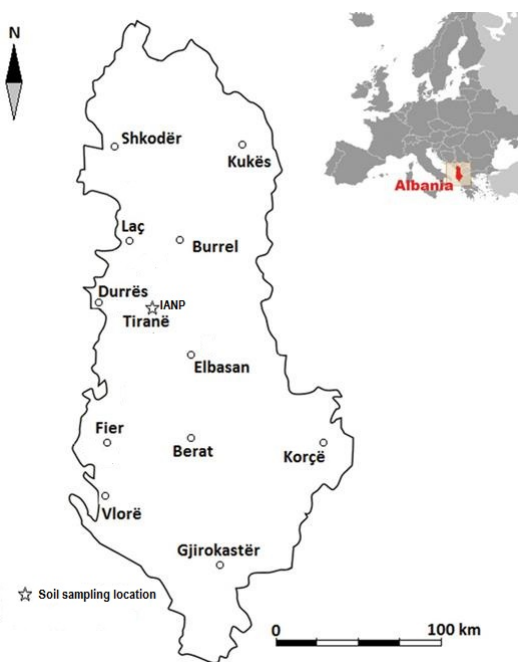 N
Shkodër
Kukës
Albania
Laç
Burrel
Durrës
IANP
Tiranë
Elbasan
Fier
Berat
Korçë
Vlorë
Gjirokastër
Soil sampling location
0 100 km